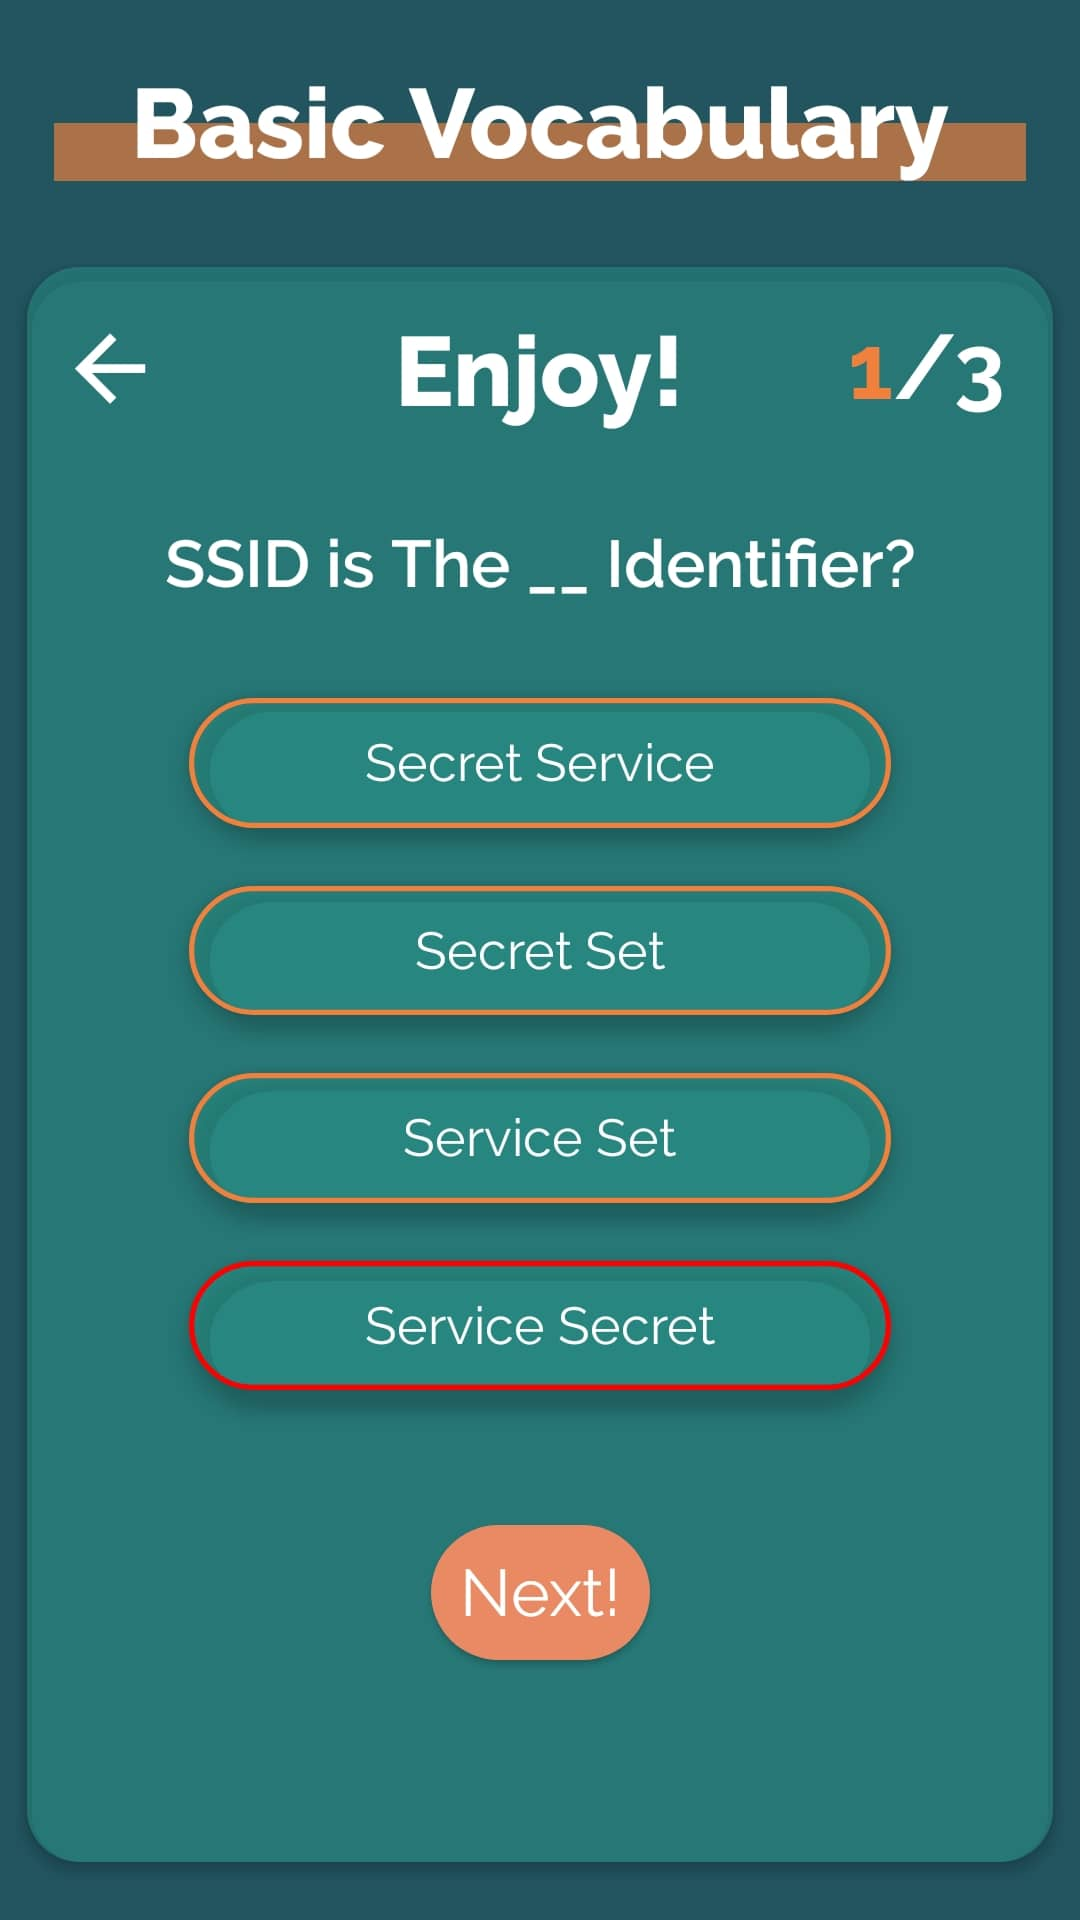 Basic Vocabulary
Enjoy!
1/3
SSID is The __ Identifier?
Secret Service
Secret Set
Service Set
Service Secret
Next!